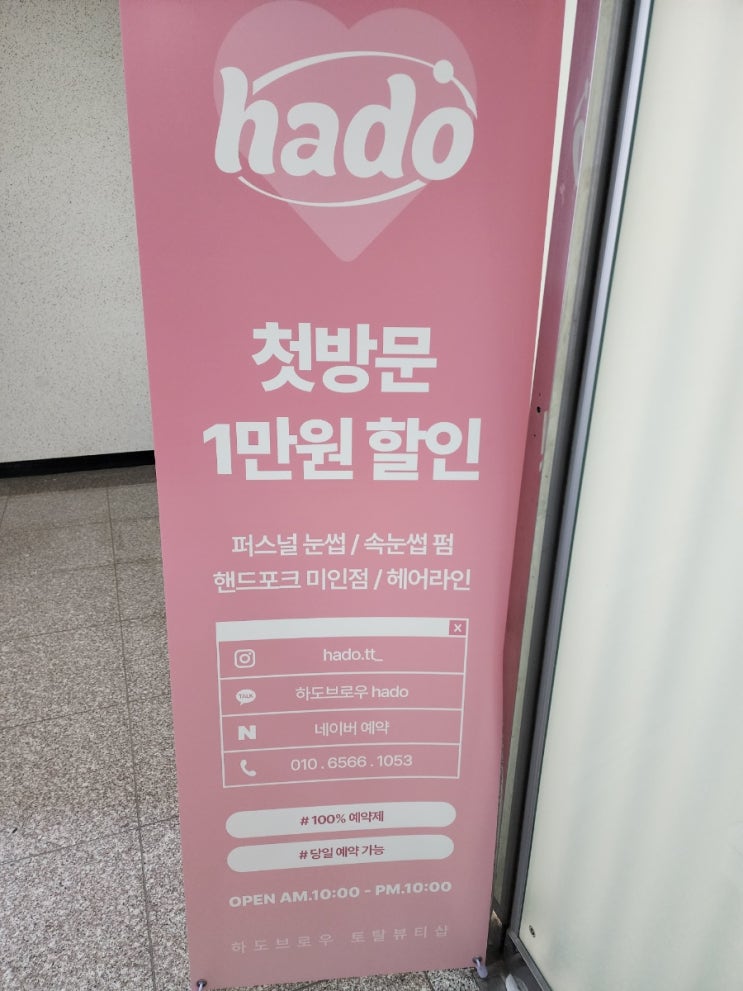 hado
첫방문
1만원 할인
퍼스널 눈썹 / 속눈썹 펌
핸드포크 미인점 / 헤어라인
x
hado.tt_
TALK
하도브로우 hado
N
네이버 예약
010 . 6566 . 1053
# 100% 예약제
# 당일 예약 가능
OPEN AM.10:00 - PM.10:00
하도브로우 토탈뷰티샵